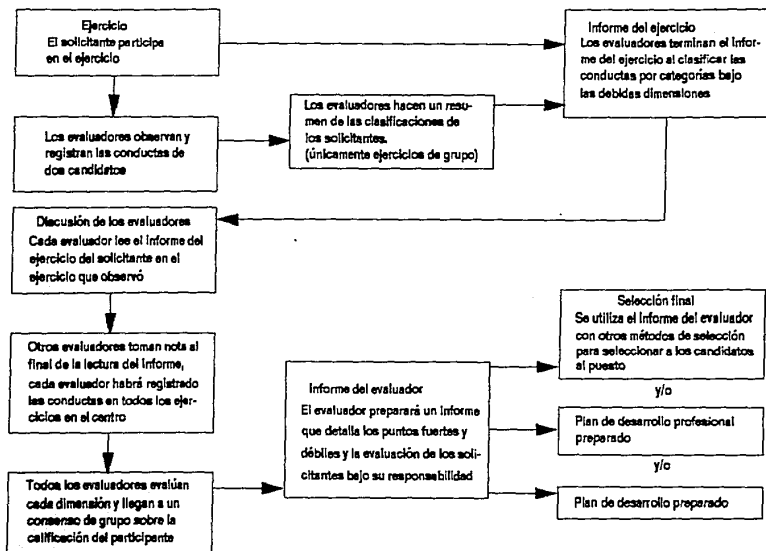 Ejercicio
El solicitante participa
en el ejercicio
Informe del ejercicio
Los evaluadores terminan el infor-
me del ejercicio al clasificar las
conductas por categorías bajo
las debidas dimensiones
Los evaluadores observan y
registran las conductas de
dos candidatos
Los evaluadores hacen un resu-
men de las clasificaciones de
los solicitantes.
(únicamente ejercicios de grupo)
Discusión de los evaluadores
Cada evaluador lee el informe del
ejercicio del solicitante en el
ejercicio que observó
Otros evaluadores toman nota al
final de la lectura del informe,
cada evaluador habrá registrado
las conductas en todos los ejer-
cicios en el centro
Todos los evaluadores evalúan
cada dimensión y llegan a un
consenso de grupo sobre la
calificación del participante
Informe del evaluador
El evaluador preparará un informe
que detalla los puntos fuertes y
débiles y la evaluación de los soli-
citantes bajo su responsabilidad
Selección final
Se utiliza el informe del evaluador
con otros métodos de selección
para seleccionar a los candidatos
al puesto
y/o
Plan de desarrollo profesional
preparado
y/o
Plan de desarrollo preparado